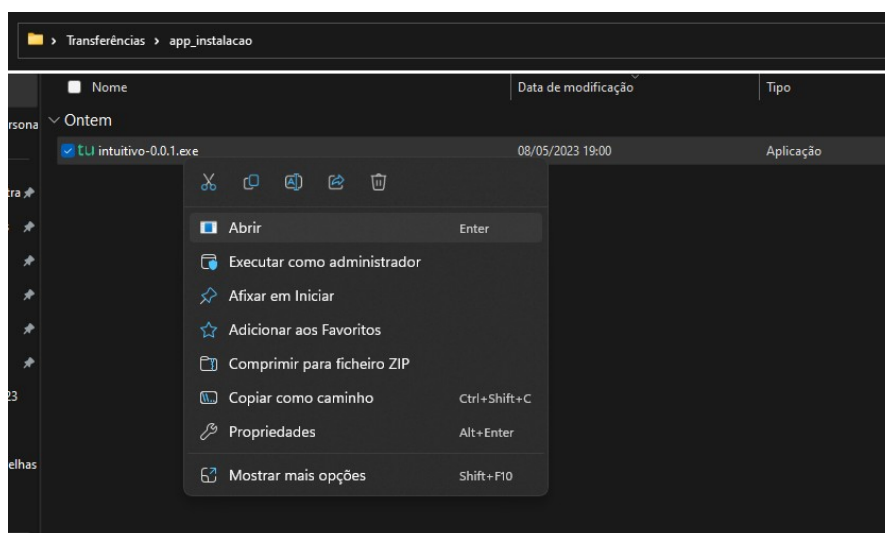 Transferências > app_instalacao
Nome Data de modificação Tipo
rsona
Ontem
tu intuitivo-0.0.1.exe 08/05/2023 19:00 Aplicação
tra
s
Abrir Enter
Executar como administrador
Afixar em Iniciar
Adicionar aos Favoritos
Comprimir para ficheiro ZIP
23
Copiar como caminho Ctrl+Shift+C
Propriedades Alt+Enter
elhas
Mostrar mais opções Shift+F10